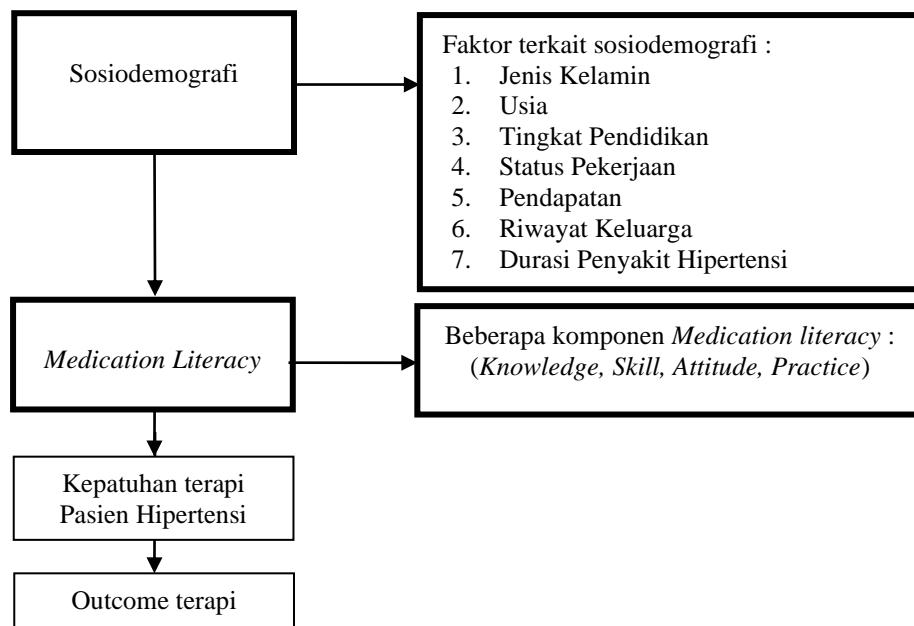 Sosiodemografi
Faktor terkait sosiodemografi :
1. Jenis Kelamin
2. Usia
3. Tingkat Pendidikan
4. Status Pekerjaan
5. Pendapatan
6. Riwayat Keluarga
7. Durasi Penyakit Hipertensi
Medication Literacy
Beberapa komponen Medication literacy :
(Knowledge, Skill, Attitude, Practice)
Kepatuhan terapi
Pasien Hipertensi
Outcome terapi